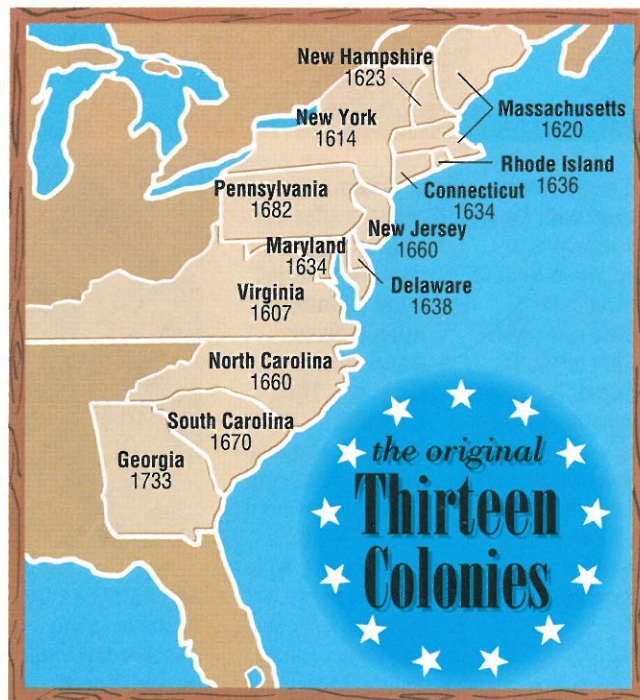 New Hampshire
1623
New York
1614
Massachusetts
1620
Rhode Island
1636
Connecticut
1634
Pennsylvania
1682
New Jersey
1660
Maryland
1634
Delaware
1638
Virginia
1607
North Carolina
1660
South Carolina
1670
Georgia
1733
the original
Thirteen
Colonies